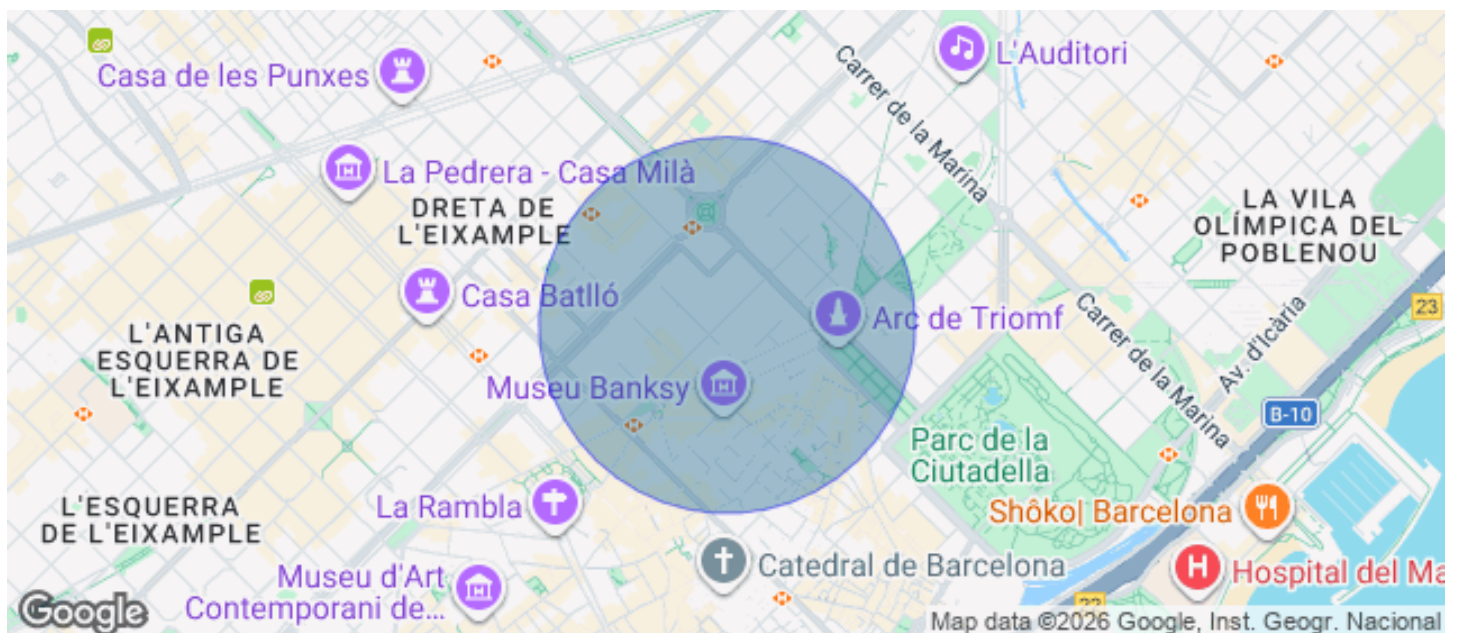 L'Auditori
Casa de les Punxes
Carrer de la Marina
La Pedrera - Casa Milà
DRETA DE
L'EIXAMPLE
LA VILA
OLÍMPICA DEL
POBLENOU
Casa Batlló
23
Arc de Triomf
L'ANTIGA
ESQUERRA DE
L'EIXAMPLE
Av. d'Icària
Carrer de la Marina
Museu Banksy
B-10
Parc de la
Ciutadella
L'ESQUERRA
DE L'EIXAMPLE
La Rambla
Shôko| Barcelona
Catedral de Barcelona
Hospital del Ma
Museu d'Art
Contemporani de...
Google
Map data ©2026 Google, Inst. Geogr. Nacional